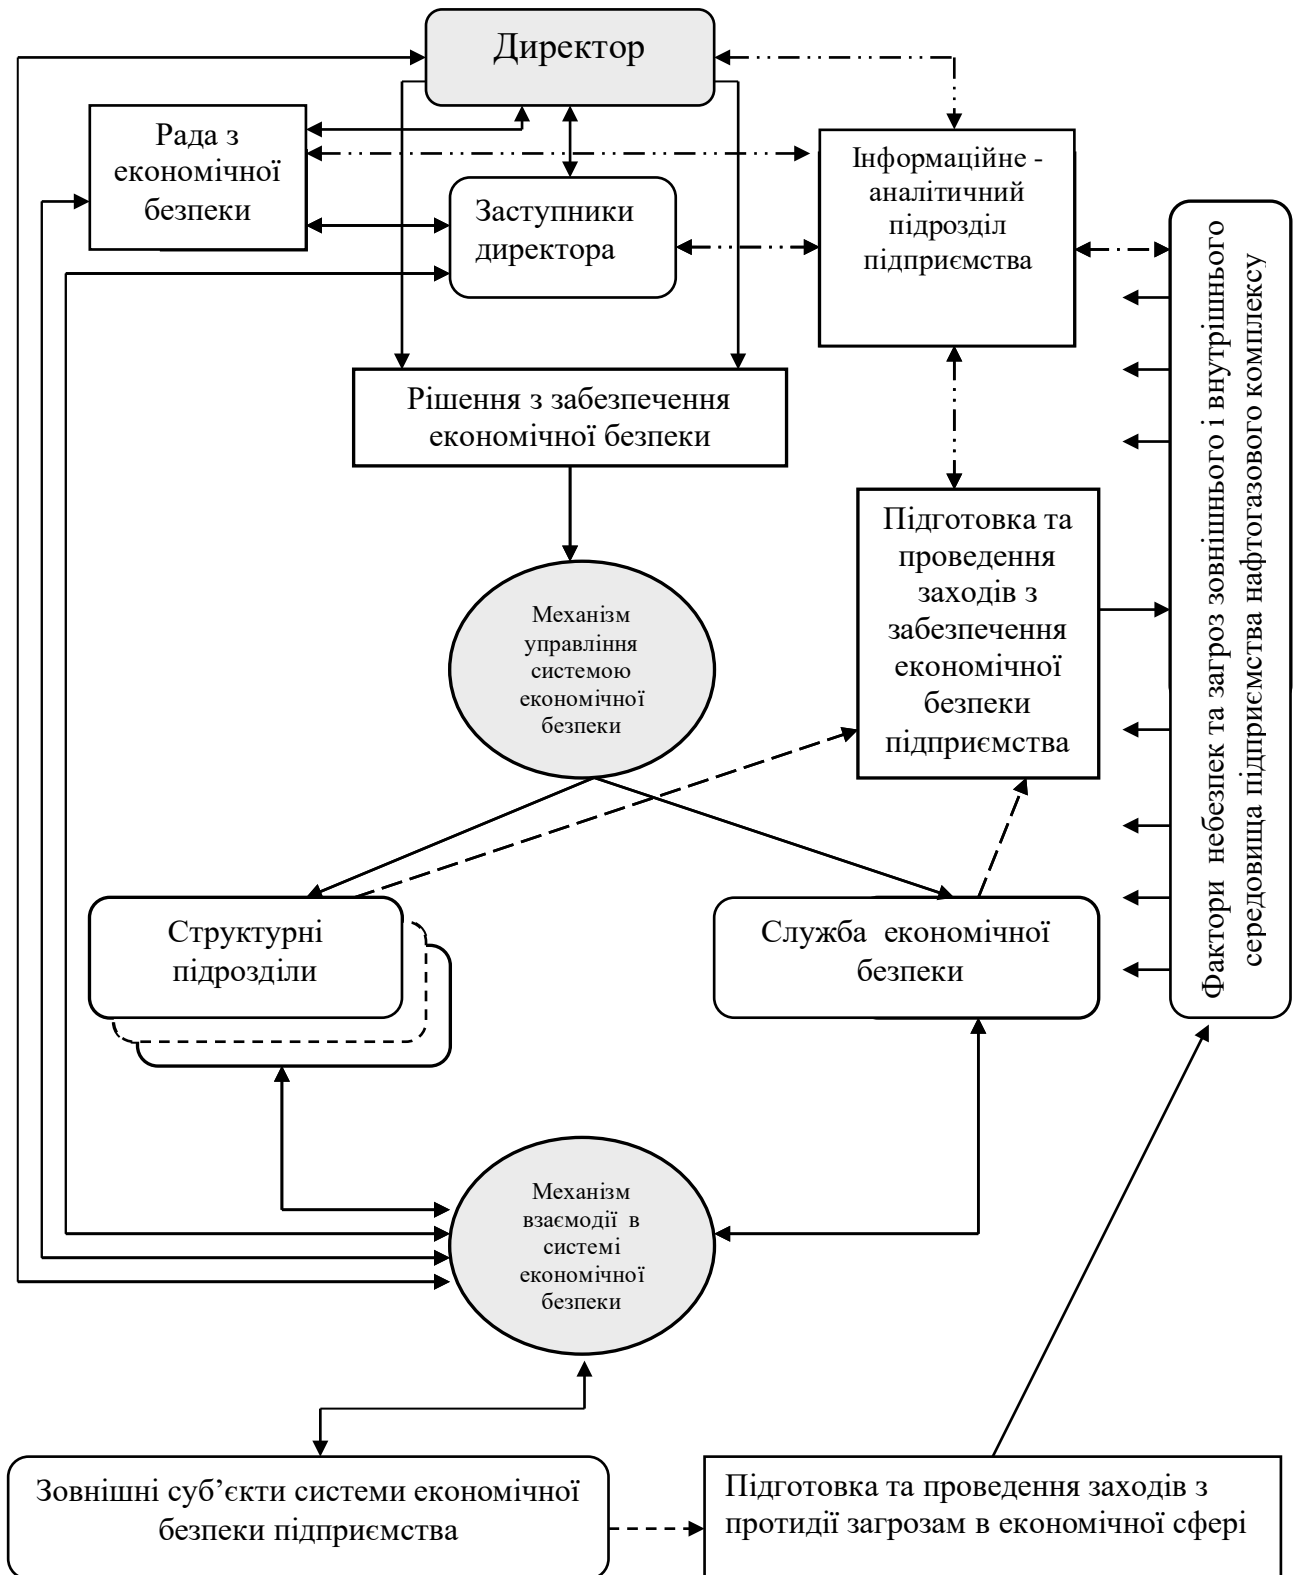 Директор
Рада з
економічної
безпеки
Заступники
директора
Інформаційне -
аналітичний
підрозділ
підприємства
Рішення з забезпечення
економічної безпеки
Підготовка та
проведення
заходів з
забезпечення
економічної
безпеки
підприємства
Фактори небезпек та загроз зовнішнього і внутрішнього
середовища підприємства нафтогазового комплексу
Механізм
управління
системою
економічної
безпеки
Структурні
підрозділи
Служба економічної
безпеки
Механізм
взаємодії в
системі
економічної
безпеки
Зовнішні суб’єкти системи економічної
безпеки підприємства
Підготовка та проведення заходів з
протидії загрозам в економічної сфері